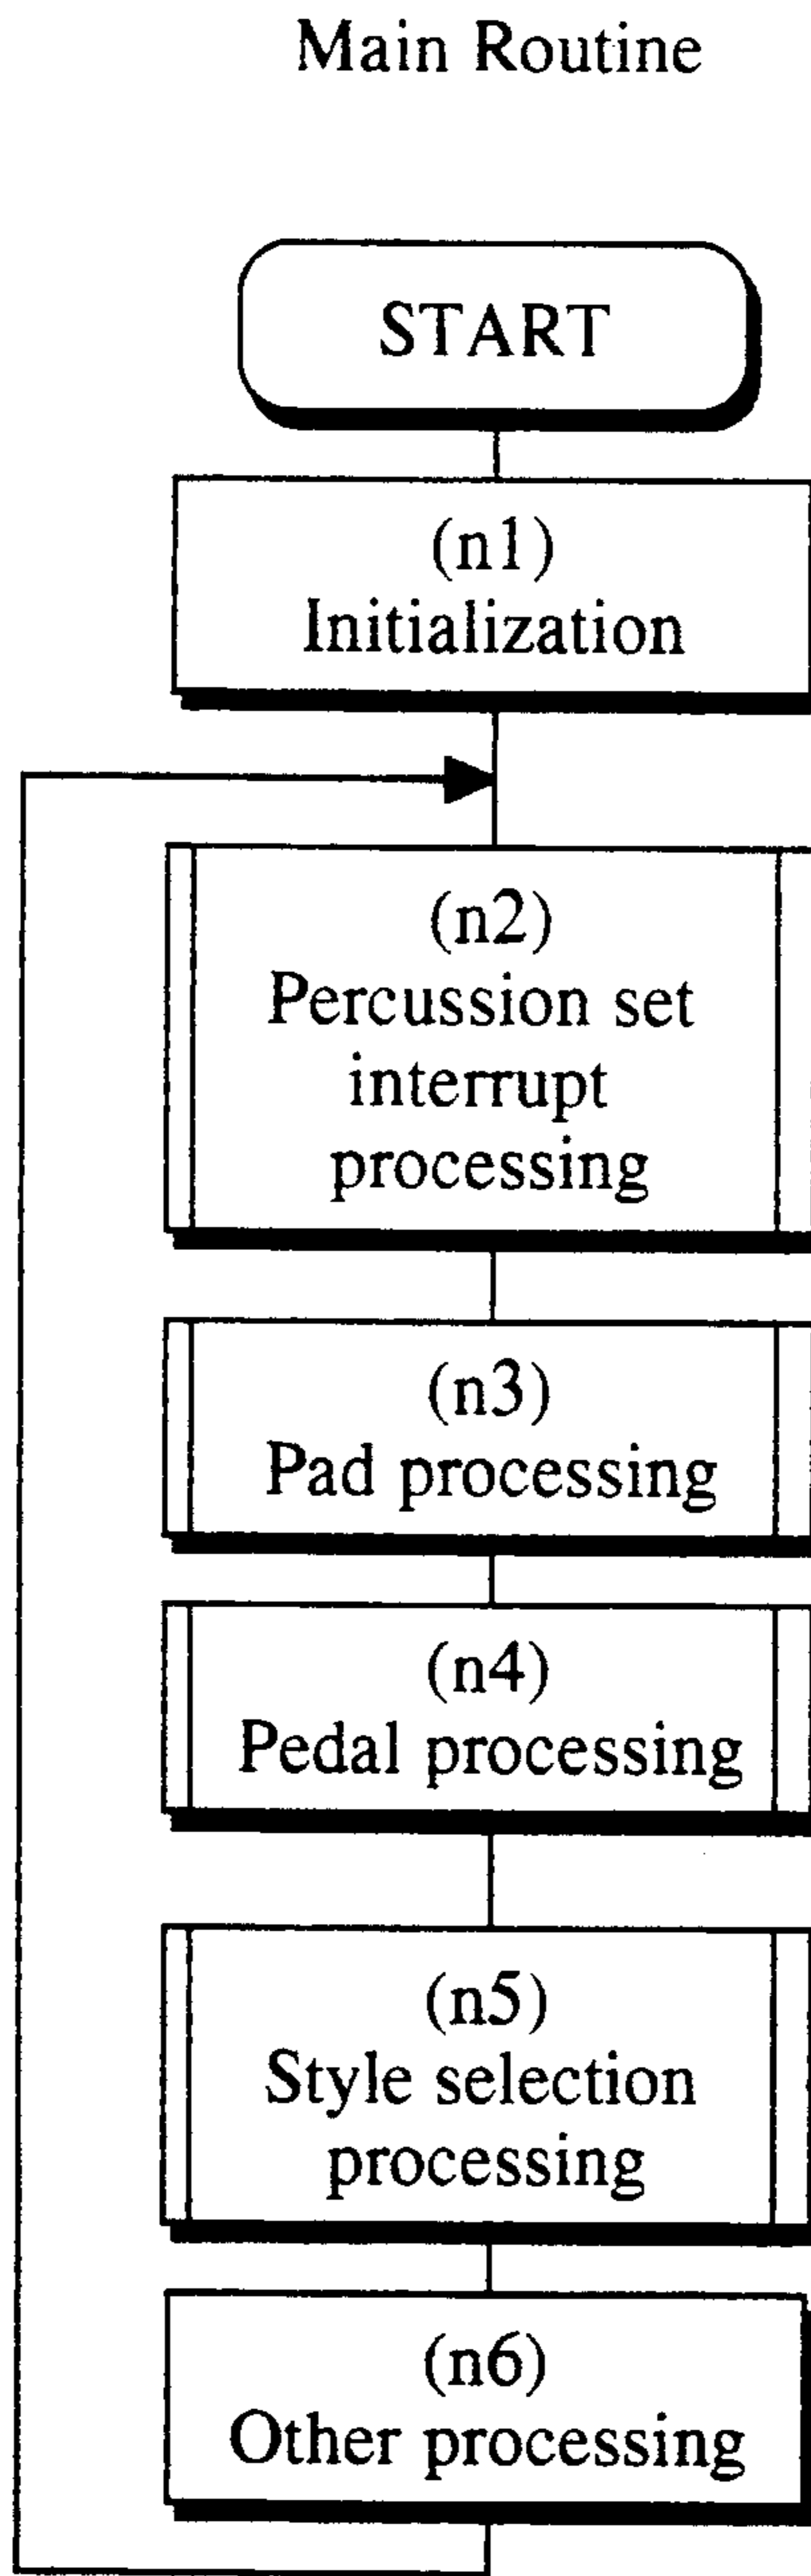 Main Routine
START
(n1)
Initialization
(n2)
Percussion set
interrupt
processing
(n3)
Pad processing
(n4)
Pedal processing
(n5)
Style selection
processing
(n6)
Other processing